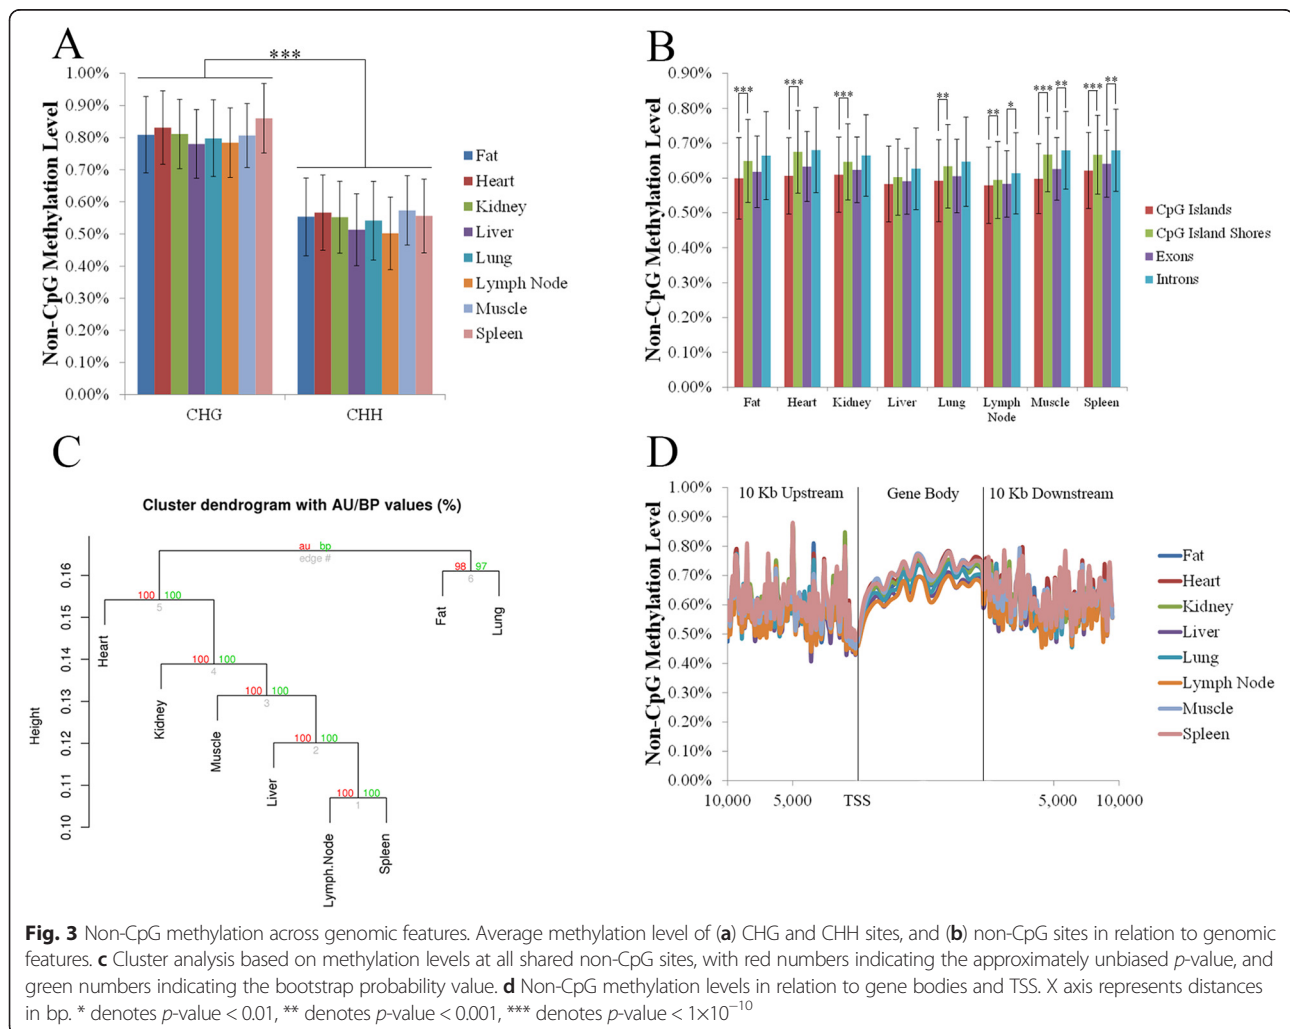 A
Non-CpG Methylation Level
1.00%
0.90%
0.80%
0.70%
0.60%
0.50%
0.40%
0.30%
0.20%
0.10%
0.00%
***
CHG
CHH
Fat
Heart
Kidney
Liver
Lung
Lymph Node
Muscle
Spleen
B
Non-CpG Methylation Level
0.90%
0.80%
0.70%
0.60%
0.50%
0.40%
0.30%
0.20%
0.10%
0.00%
***
***
***
**
**
*
***
**
***
**
Fat
Heart
Kidney
Liver
Lung
Lymph
Node
Muscle
Spleen
CpG Islands
CpG Island Shores
Exons
Introns
C
Cluster dendrogram with AU/BP values (%)
Height
0.16
0.15
0.14
0.13
0.12
0.11
0.10
au bp
edge #
98 97
6
100 100
5
100 100
4
100 100
3
100 100
2
100 100
1
Heart
Kidney
Muscle
Liver
Lymph.Node
Spleen
Fat
Lung
D
Non-CpG Methylation Level
1.00%
0.90%
0.80%
0.70%
0.60%
0.50%
0.40%
0.30%
0.20%
0.10%
0.00%
10 Kb Upstream
Gene Body
10 Kb Downstream
10,000
5,000
TSS
5,000
10,000
Fat
Heart
Kidney
Liver
Lung
Lymph Node
Muscle
Spleen
Fig. 3 Non-CpG methylation across genomic features. Average methylation level of (a) CHG and CHH sites, and (b) non-CpG sites in relation to genomic
features. c Cluster analysis based on methylation levels at all shared non-CpG sites, with red numbers indicating the approximately unbiased p-value, and
green numbers indicating the bootstrap probability value. d Non-CpG methylation levels in relation to gene bodies and TSS. X axis represents distances
in bp. * denotes p-value < 0.01, ** denotes p-value < 0.001, *** denotes p-value < 1×10⁻¹⁰